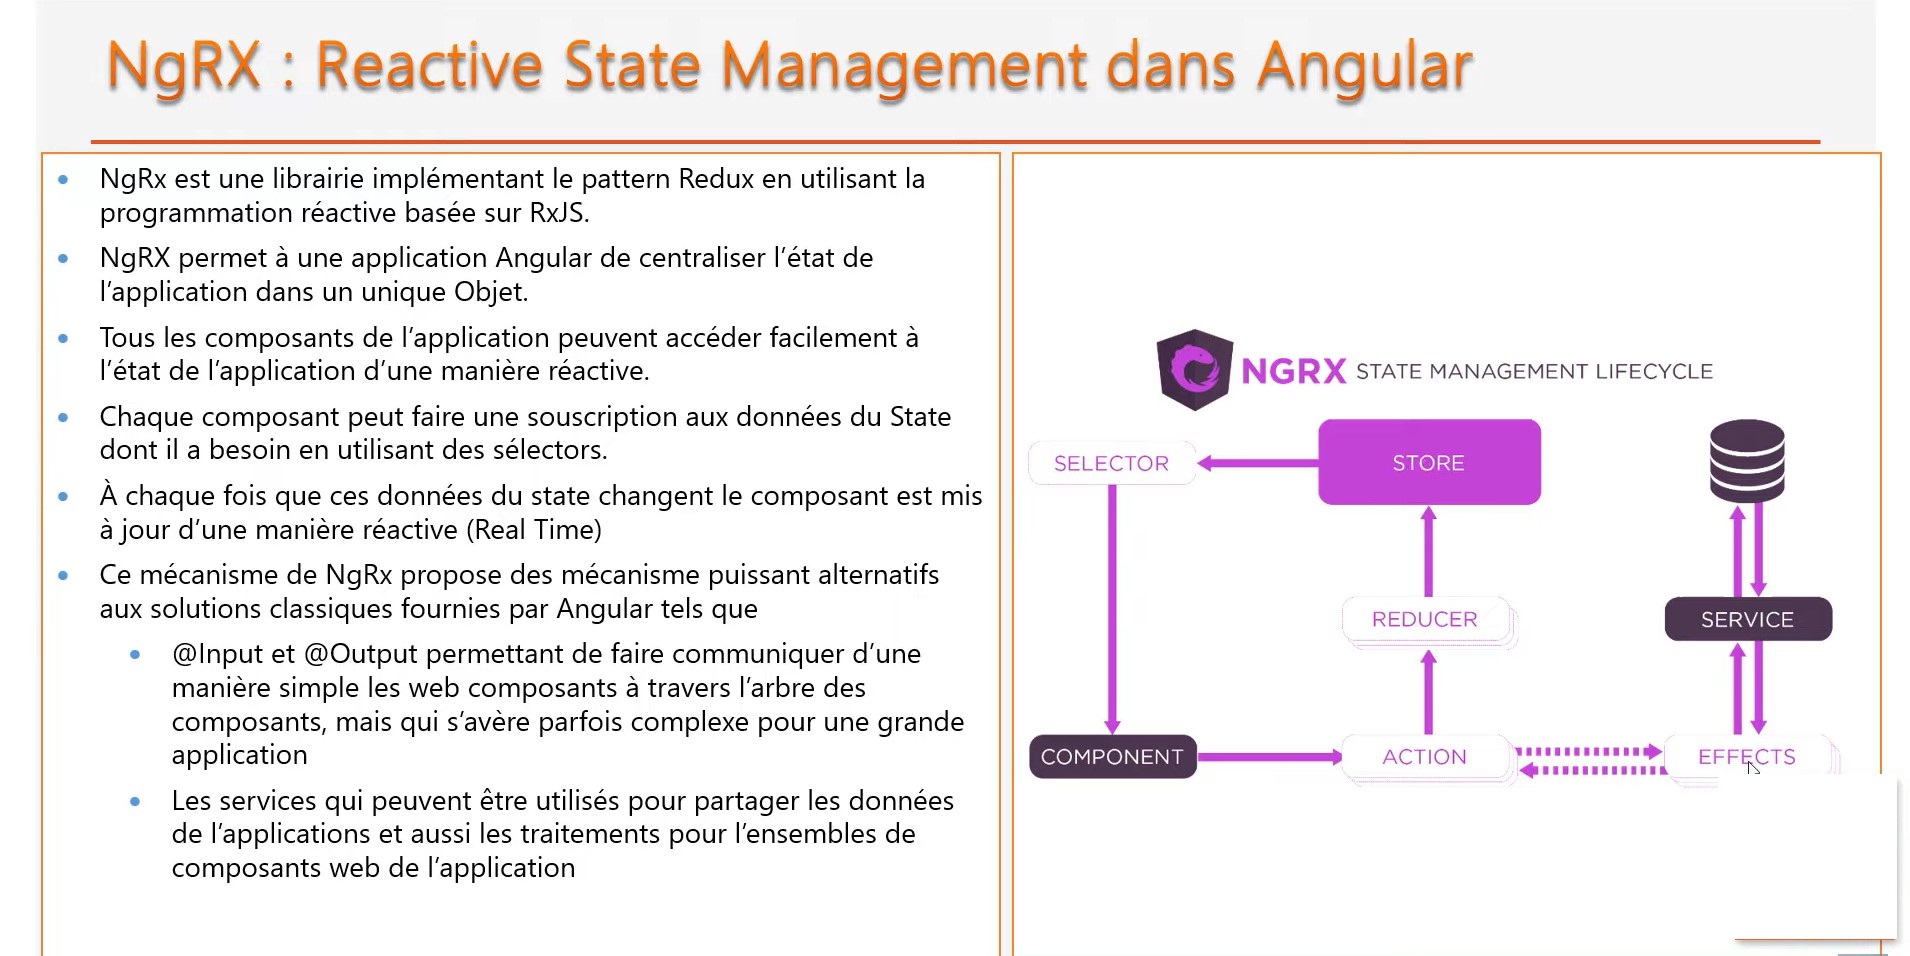 NgRX : Reactive State Management dans Angular
NgRx est une librairie implémentant le pattern Redux en utilisant la
programmation réactive basée sur RxJS.
NgRX permet à une application Angular de centraliser l’état de
l’application dans un unique Objet.
Tous les composants de l’application peuvent accéder facilement à
l’état de l’application d’une manière réactive.
Chaque composant peut faire une souscription aux données du State
dont il a besoin en utilisant des sélectors.
À chaque fois que ces données du state changent le composant est mis
à jour d’une manière réactive (Real Time)
Ce mécanisme de NgRx propose des mécanisme puissant alternatifs
aux solutions classiques fournies par Angular tels que
@Input et @Output permettant de faire communiquer d’une
manière simple les web composants à travers l’arbre des
composants, mais qui s’avère parfois complexe pour une grande
application
Les services qui peuvent être utilisés pour partager les données
de l’applications et aussi les traitements pour l’ensembles de
composants web de l’application
NGRX STATE MANAGEMENT LIFECYCLE
SELECTOR
STORE
REDUCER
SERVICE
COMPONENT
ACTION
EFFECTS